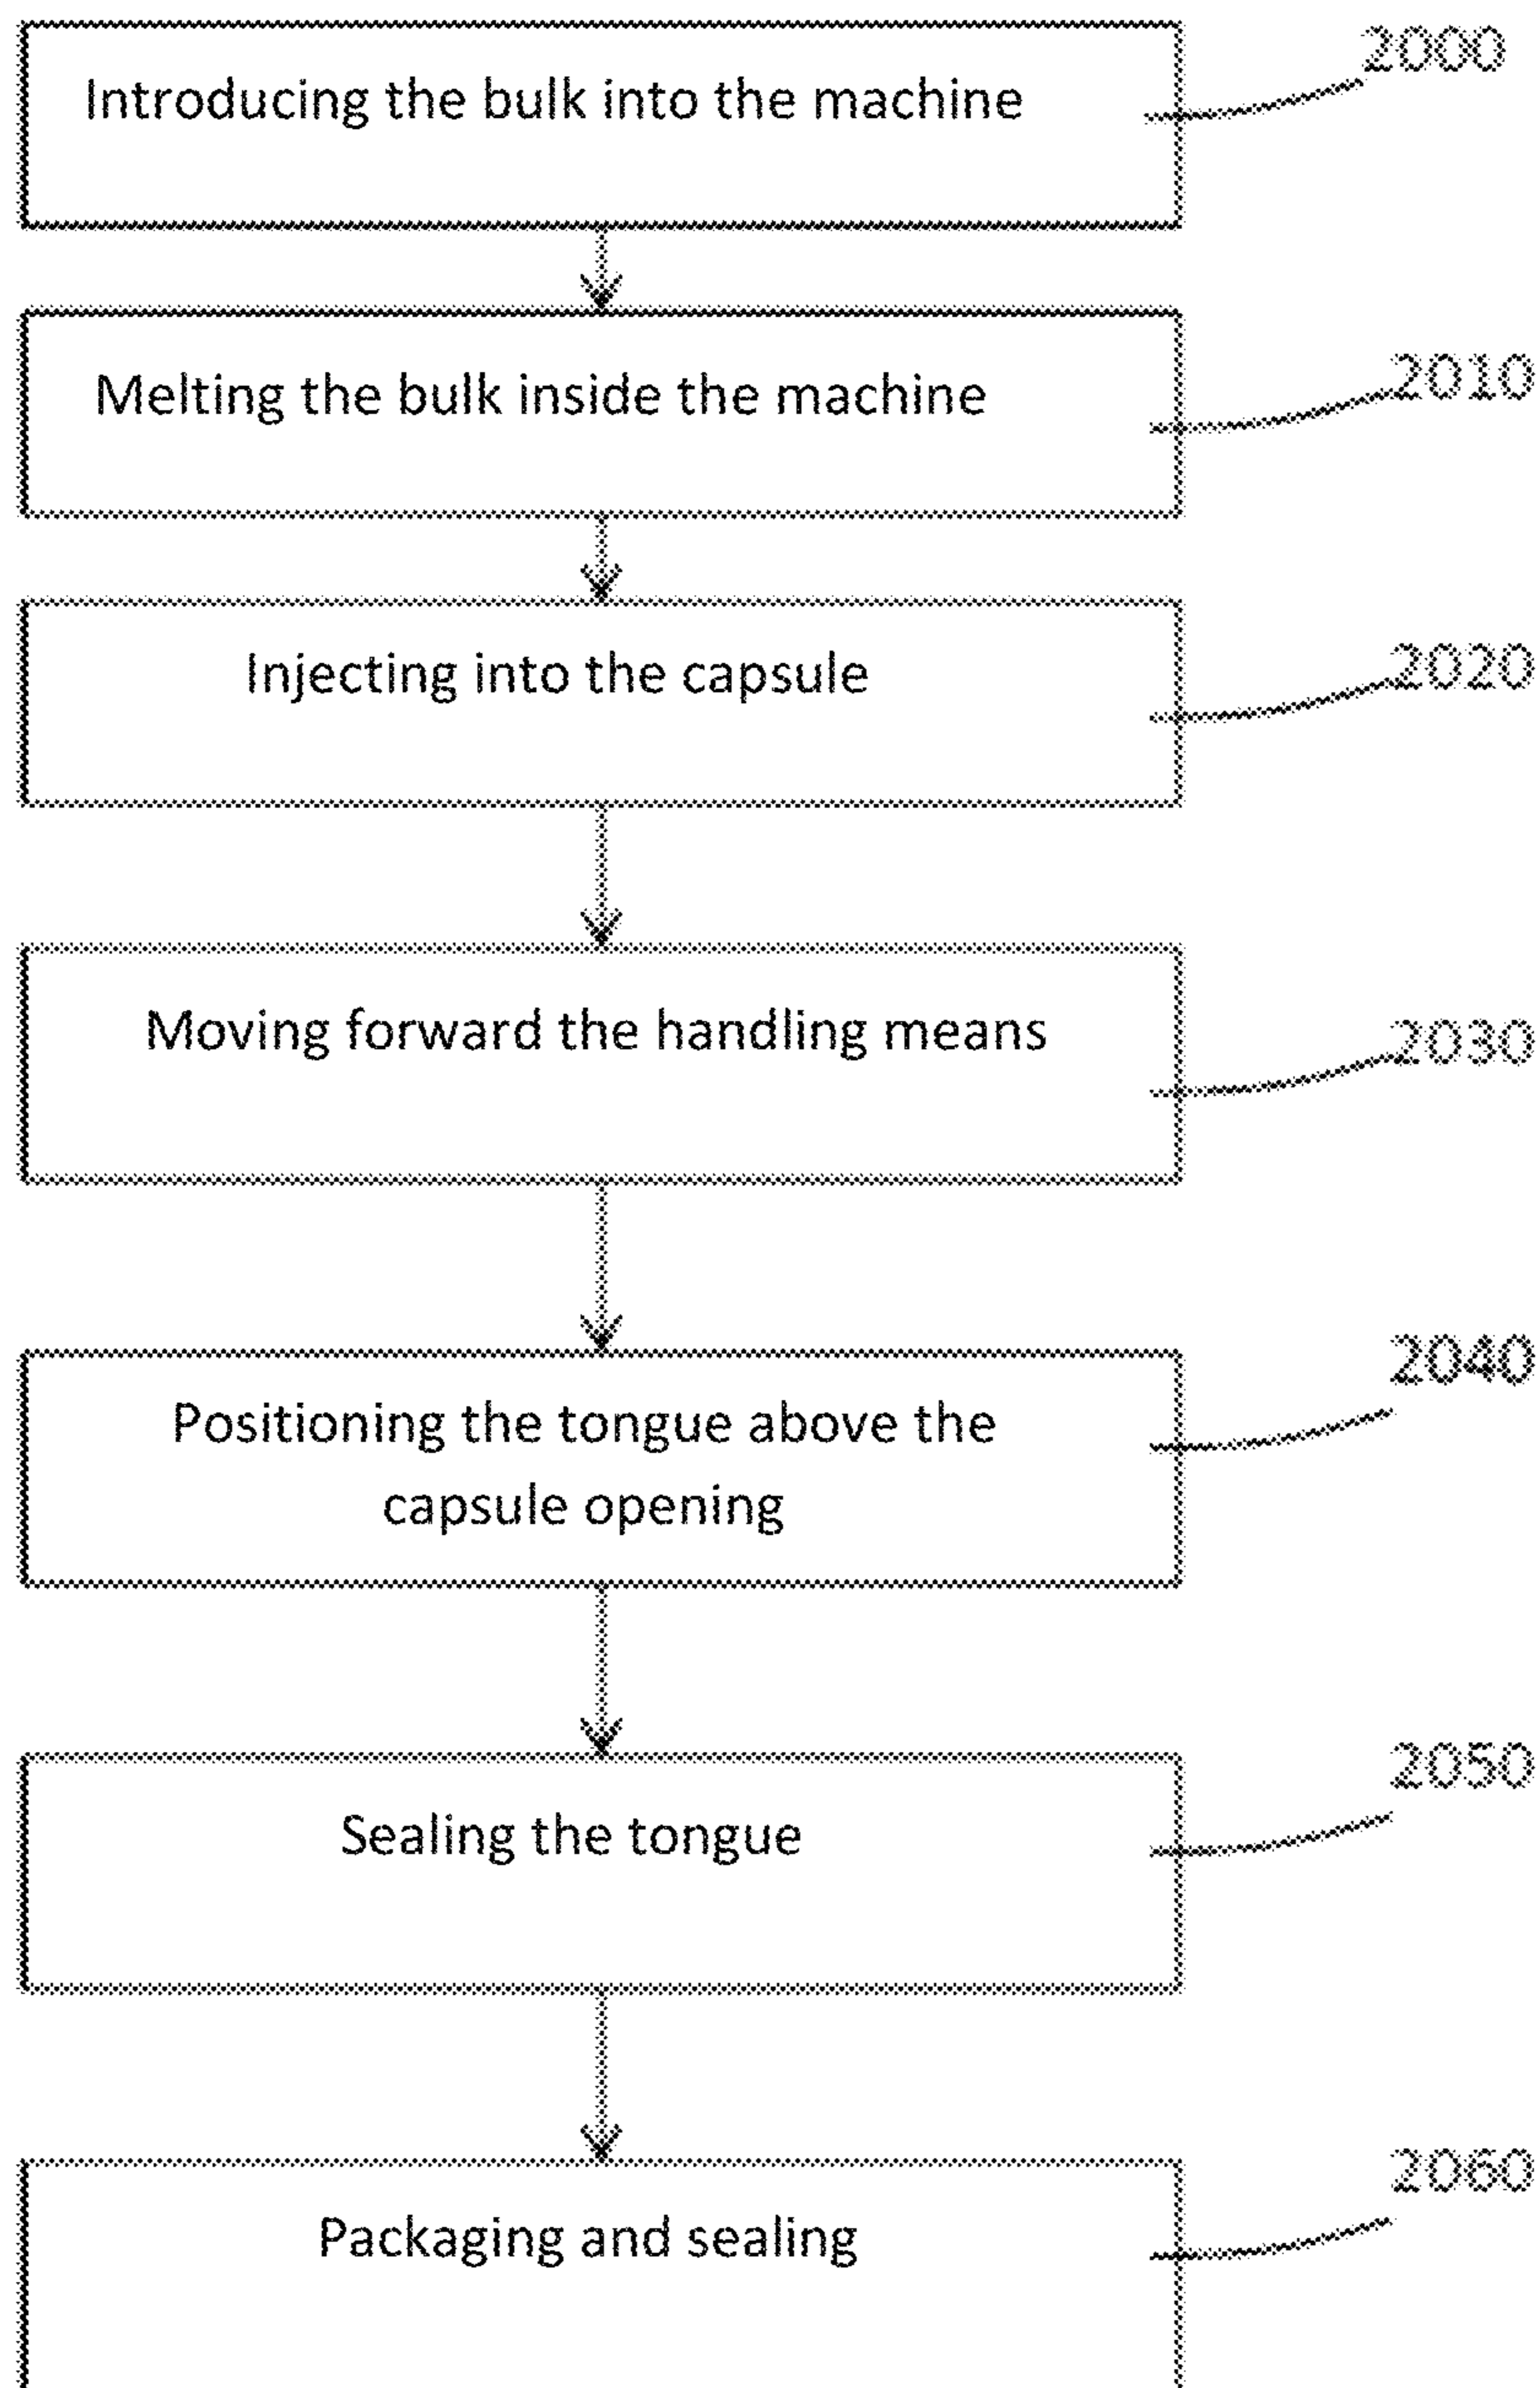 Introducing the bulk into the machine
2000
Melting the bulk inside the machine
2010
Injecting into the capsule
2020
Moving forward the handling means
2030
Positioning the tongue above the
capsule opening
2040
Sealing the tongue
2050
Packaging and sealing
2060